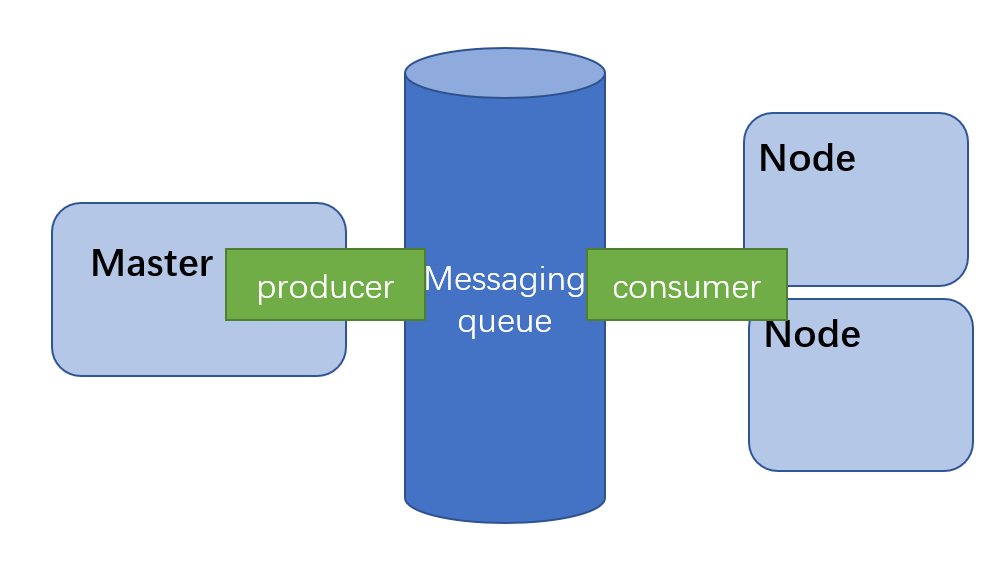 Master
producer
Messaging
queue
consumer
Node
Node